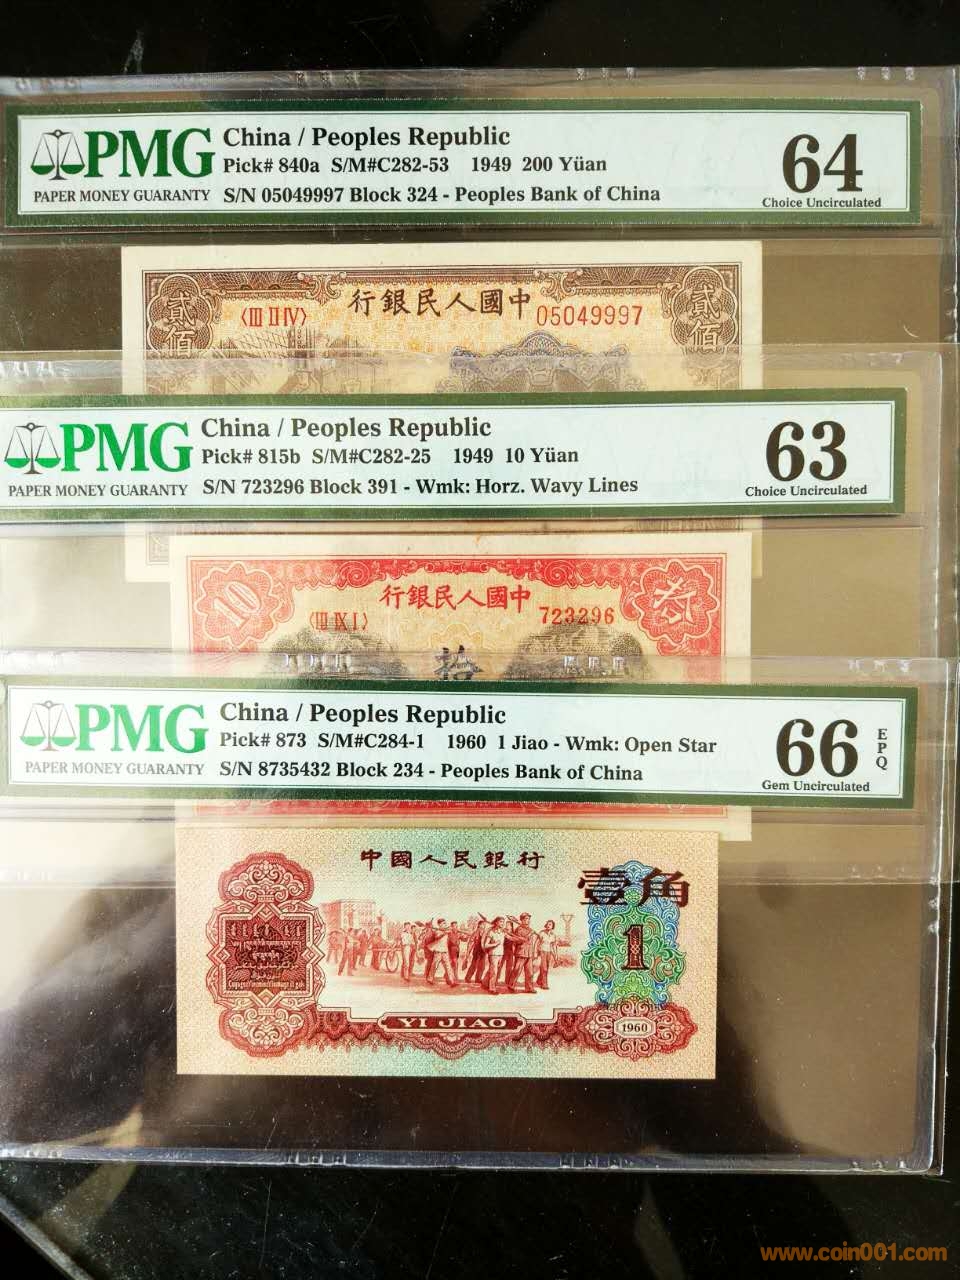 PMG
PAPER MONEY GUARANTY
China / Peoples Republic
Pick# 840a S/M#C282-53 1949 200 Yüan
S/N 05049997 Block 324 - Peoples Bank of China
64
Choice Uncirculated
行銀民人國中
〈III II IV〉
05049997
貳佰
貳佰
PMG
PAPER MONEY GUARANTY
China / Peoples Republic
Pick# 815b S/M#C282-25 1949 10 Yüan
S/N 723296 Block 391 - Wmk: Horz. Wavy Lines
63
Choice Uncirculated
行銀民人國中
10
〈III IX I〉
723296
拾
PMG
PAPER MONEY GUARANTY
China / Peoples Republic
Pick# 873 S/M#C284-1 1960 1 Jiao - Wmk: Open Star
S/N 8735432 Block 234 - Peoples Bank of China
66
EPQ
Gem Uncirculated
中國人民銀行
壹角
1
YI JIAO
1960
www.coin001.com